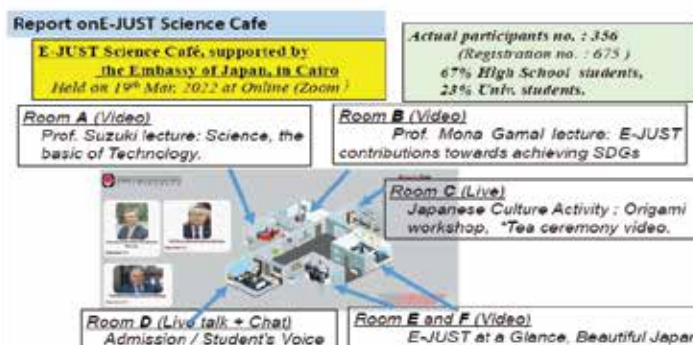 Report onE-JUST Science Cafe
E-JUST Science Café, supported by
the Embassy of Japan, in Cairo
Held on 19th Mar, 2022 at Online (Zoom)
Actual participants no. : 356
(Registration no. : 675 )
67% High School students,
23% Univ. students.
Room A (Video)
Prof. Suzuki lecture: Science, the
basic of Technology.
Room B (Video)
Prof. Mona Gamal lecture: E-JUST
contributions towards achieving SDGs
Room C (Live)
Japanese Culture Activity : Origami
workshop, *Tea ceremony video.
Room D (Live talk + Chat)
Admission / Student's Voice
Room E and F (Video)
E-JUST at a Glance, Beautiful Japan